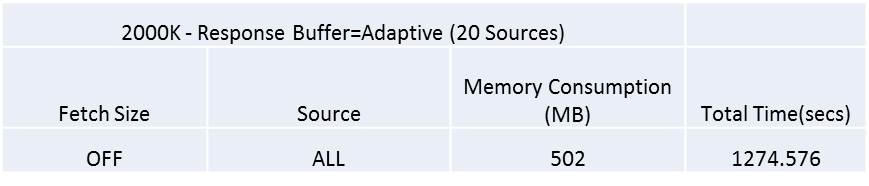 2000K - Response Buffer=Adaptive (20 Sources)
Fetch Size Source Memory Consumption (MB) Total Time(secs)
OFF ALL 502 1274.576